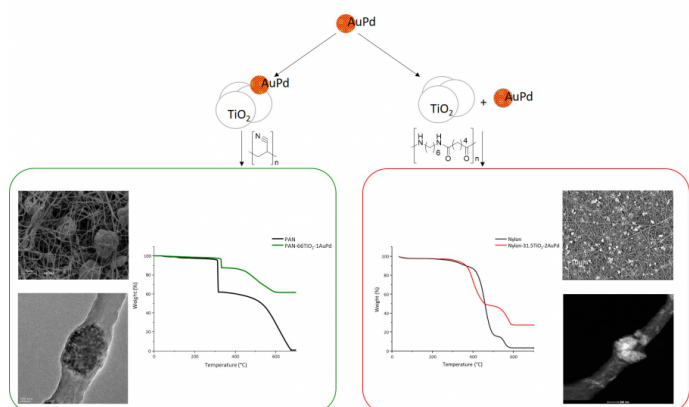 AuPd
AuPd
TiO2
TiO2
+
AuPd
N
n
H
N
6
H
N
O
4
O
n
PAN
PAN-66TiO2-1AuPd
Weight (%)
100
80
60
40
20
0
0
200
400
600
Temperature (°C)
Nylon
Nylon-31.5TiO2-2AuPd
Weight (%)
100
80
60
40
20
0
200
400
600
Temperature (°C)